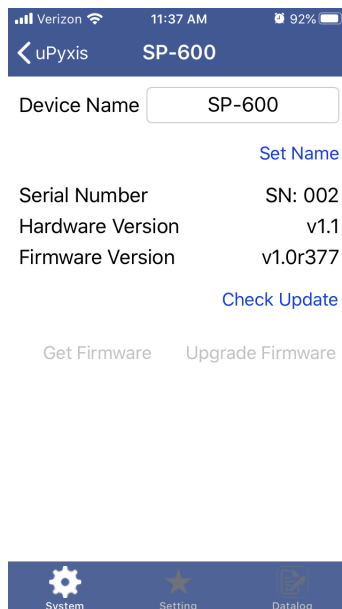 Verizon 11:37 AM 92%
uPyxis SP-600
Device Name SP-600
Set Name
Serial Number SN: 002
Hardware Version v1.1
Firmware Version v1.0r377
Check Update
Get Firmware Upgrade Firmware
System Setting Datalog